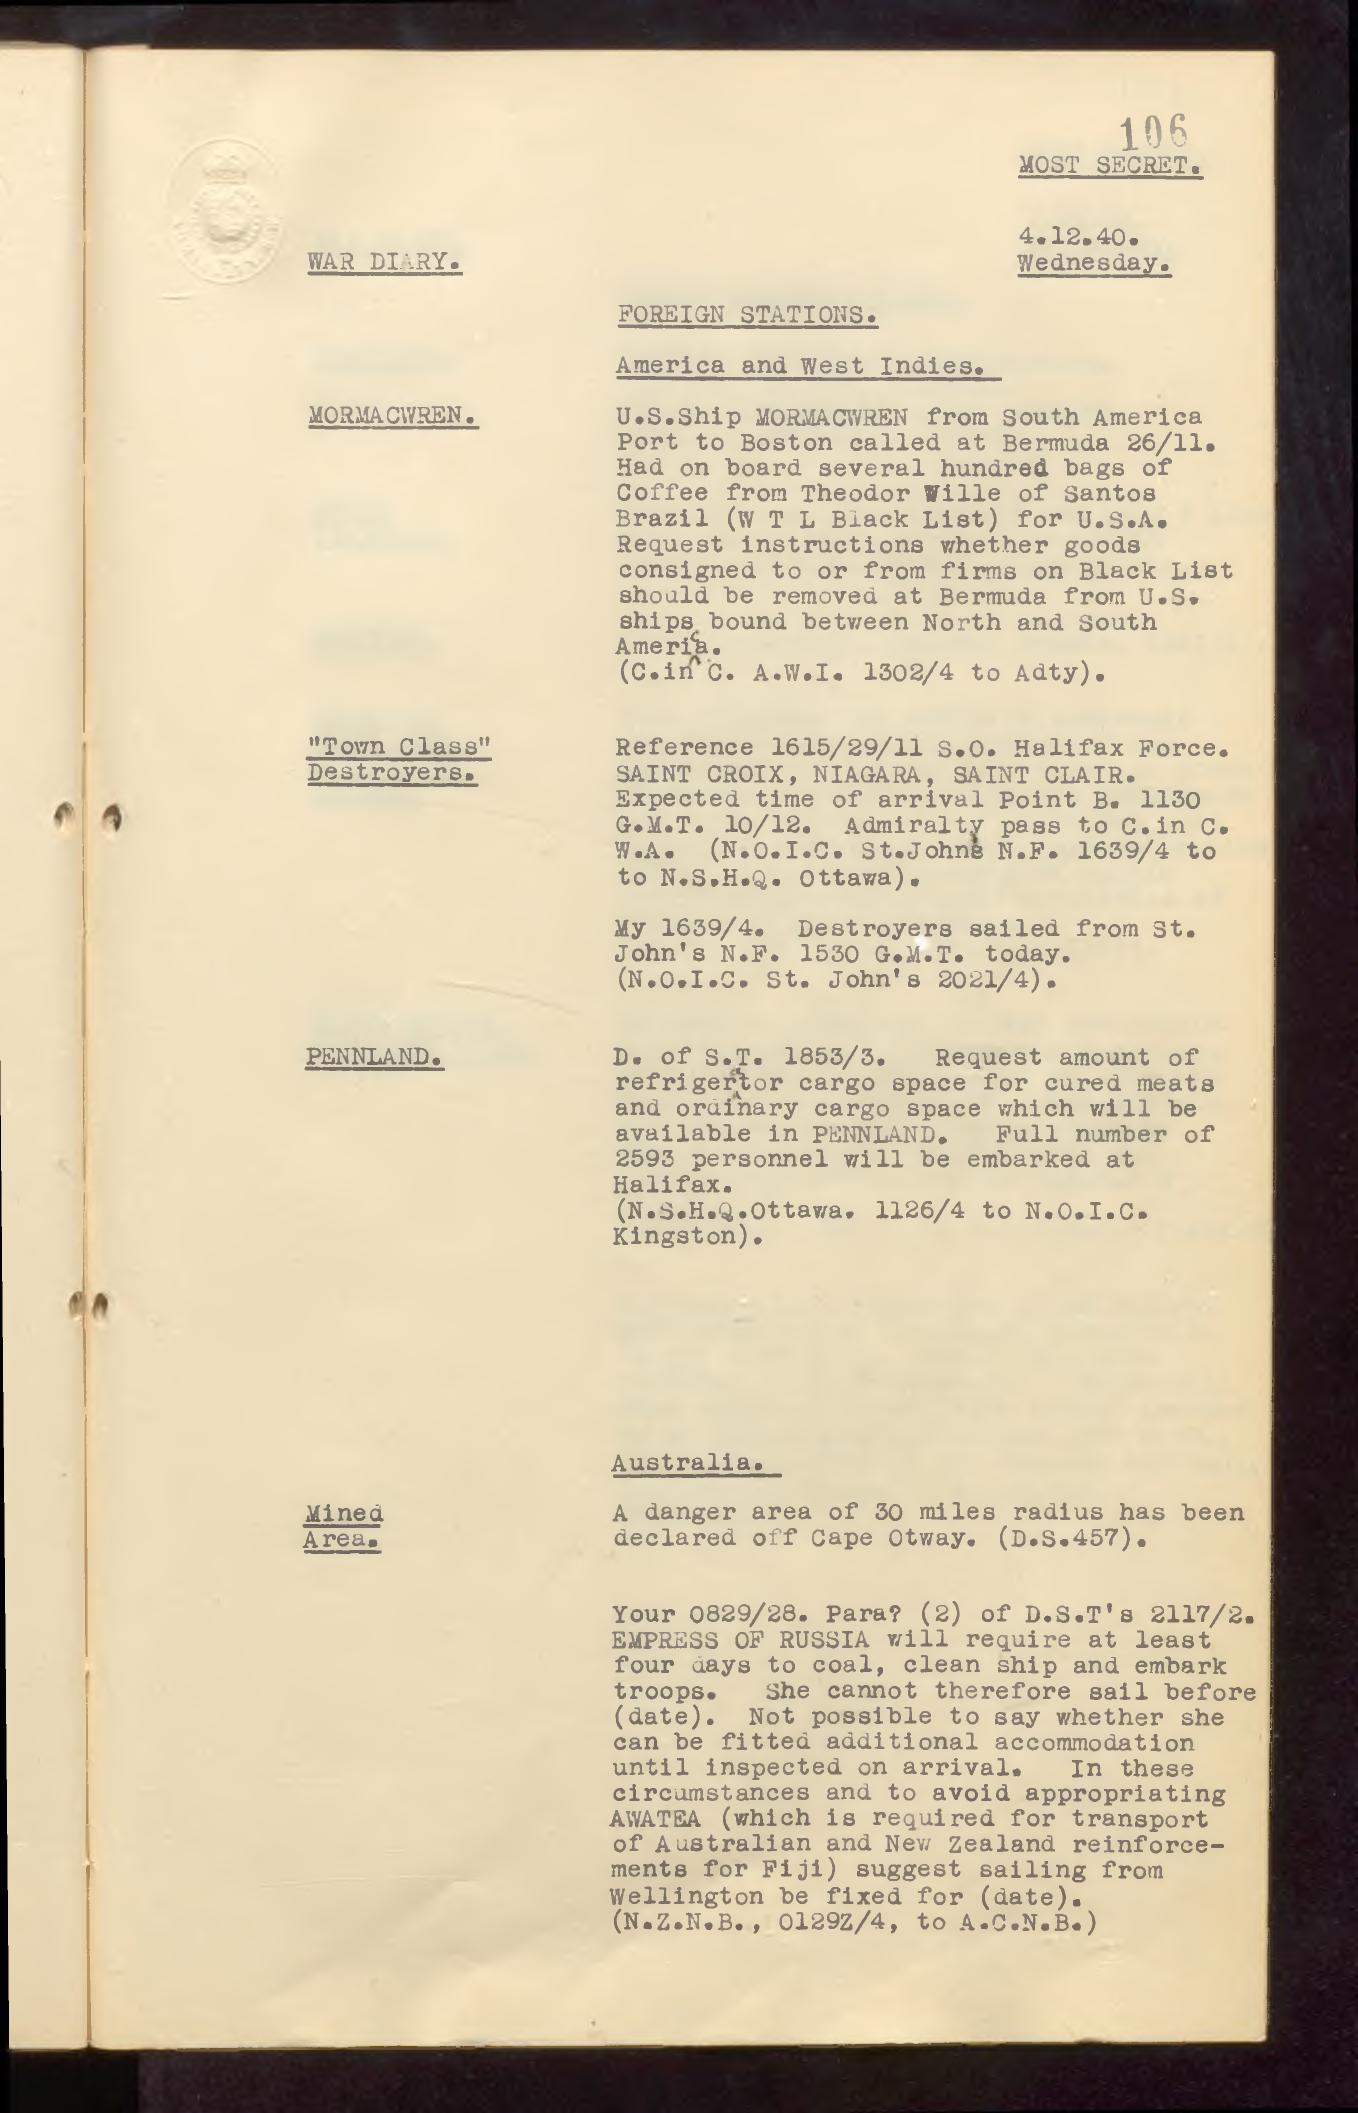 106
MOST SECRET.
4.12.40.
WAR DIARY.
Wednesday.
FOREIGN STATIONS.
America and West Indies.
MORMACWREN.
U.S.Ship MORMACWREN from South America
Port to Boston called at Bermuda 26/11.
Had on board several hundred bags of
Coffee from Theodor Wille of Santos
Brazil (W T L Black List) for U.S.A.
Request instructions whether goods
consigned to or from firms on Black List
should be removed at Bermuda from U.S.
ships bound between North and South
America.
(C.in C. A.W.I. 1302/4 to Adty).
"Town Class"
Destroyers.
Reference 1615/29/11 S.O. Halifax Force.
SAINT CROIX, NIAGARA, SAINT CLAIR.
Expected time of arrival Point B. 1130
G.M.T. 10/12. Admiralty pass to C.in C.
W.A. (N.O.I.C. St.Johns N.F. 1639/4 to
to N.S.H.Q. Ottawa).
My 1639/4. Destroyers sailed from St.
John's N.F. 1530 G.M.T. today.
(N.O.I.C. St. John's 2021/4).
PENNLAND.
D. of S.T. 1853/3. Request amount of
refrigertaor cargo space for cured meats
and ordinary cargo space which will be
available in PENNLAND. Full number of
2593 personnel will be embarked at
Halifax.
(N.S.H.Q.Ottawa. 1126/4 to N.O.I.C.
Kingston).
Australia.
Mined
Area.
A danger area of 30 miles radius has been
declared off Cape Otway. (D.S.457).
Your 0829/28. Para? (2) of D.S.T's 2117/2.
EMPRESS OF RUSSIA will require at least
four days to coal, clean ship and embark
troops. She cannot therefore sail before
(date). Not possible to say whether she
can be fitted additional accommodation
until inspected on arrival. In these
circumstances and to avoid appropriating
AWATEA (which is required for transport
of Australian and New Zealand reinforce-
ments for Fiji) suggest sailing from
Wellington be fixed for (date).
(N.Z.N.B., 0129Z/4, to A.C.N.B.)